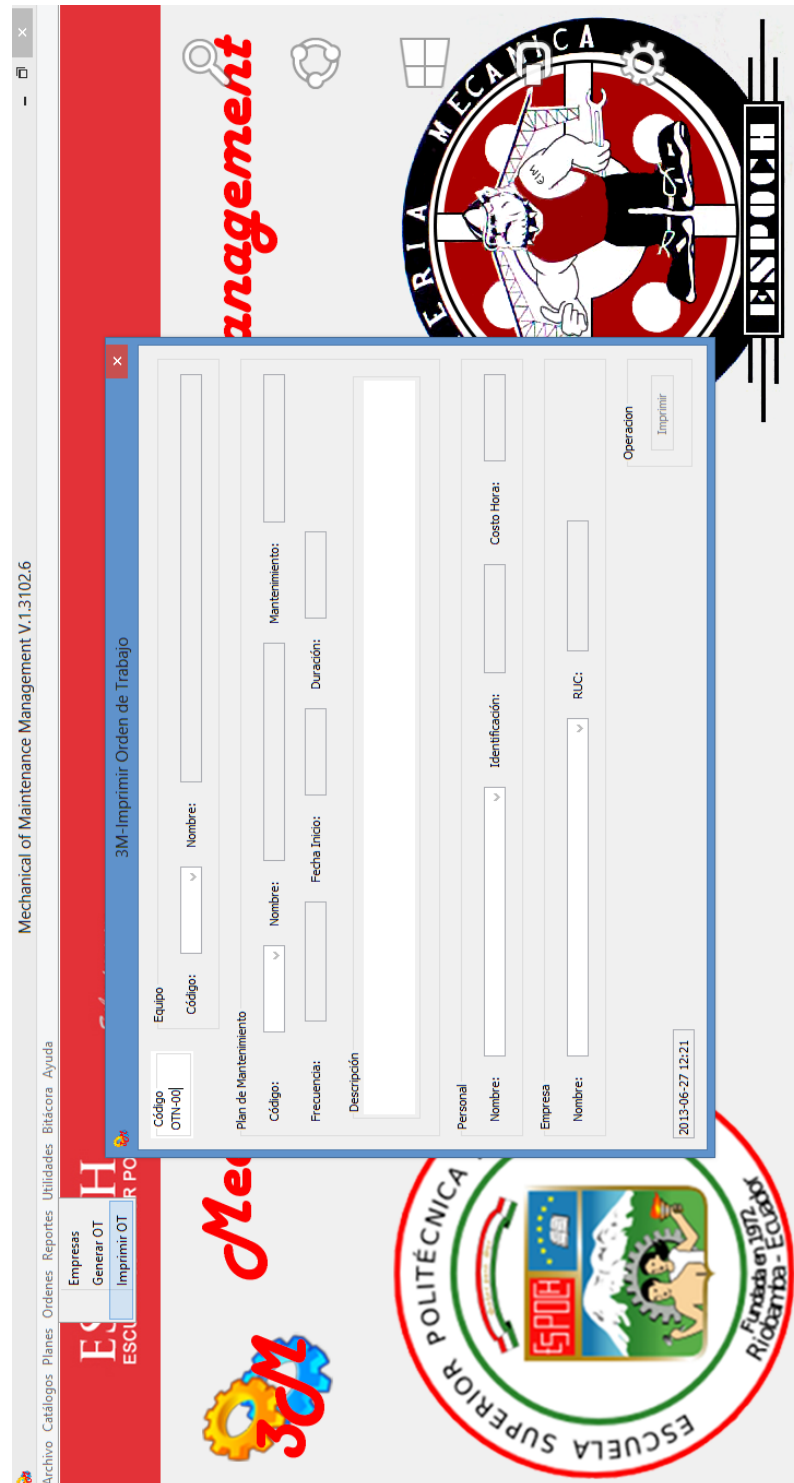 Mechanical of Maintenance Management V.1.3102.6
Archivo Catálogos Planes Ordenes Reportes Utilidades Bitácora Ayuda
Empresas
Generar OT
Imprimir OT
3M
anagement
3M-Imprimir Orden de Trabajo
Código
OTN-00
Equipo
Código:
Nombre:
Plan de Mantenimiento
Código:
Nombre:
Mantenimiento:
Frecuencia:
Fecha Inicio:
Duración:
Descripción
Personal
Nombre:
Identificación:
Costo Hora:
Empresa
Nombre:
RUC:
Operacion
Imprimir
2013-06-27 12:21
ESCUELA SUPERIOR POLITÉCNICA
ESPOCH
Fundada en 1972
Riobamba - Ecuador
ERIA MECANICA
EIM
ESPOCH